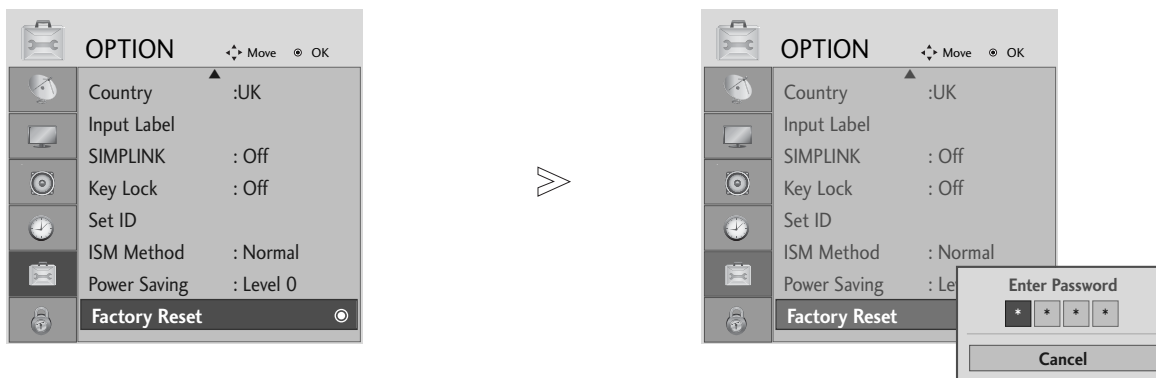 OPTION Move OK
Country :UK
Input Label
SIMPLINK : Off
Key Lock : Off
Set ID
ISM Method : Normal
Power Saving : Level 0
Factory Reset
OPTION Move OK
Country :UK
Input Label
SIMPLINK : Off
Key Lock : Off
Set ID
ISM Method : Normal
Power Saving : Le
Factory Reset
Enter Password
* * * *
Cancel